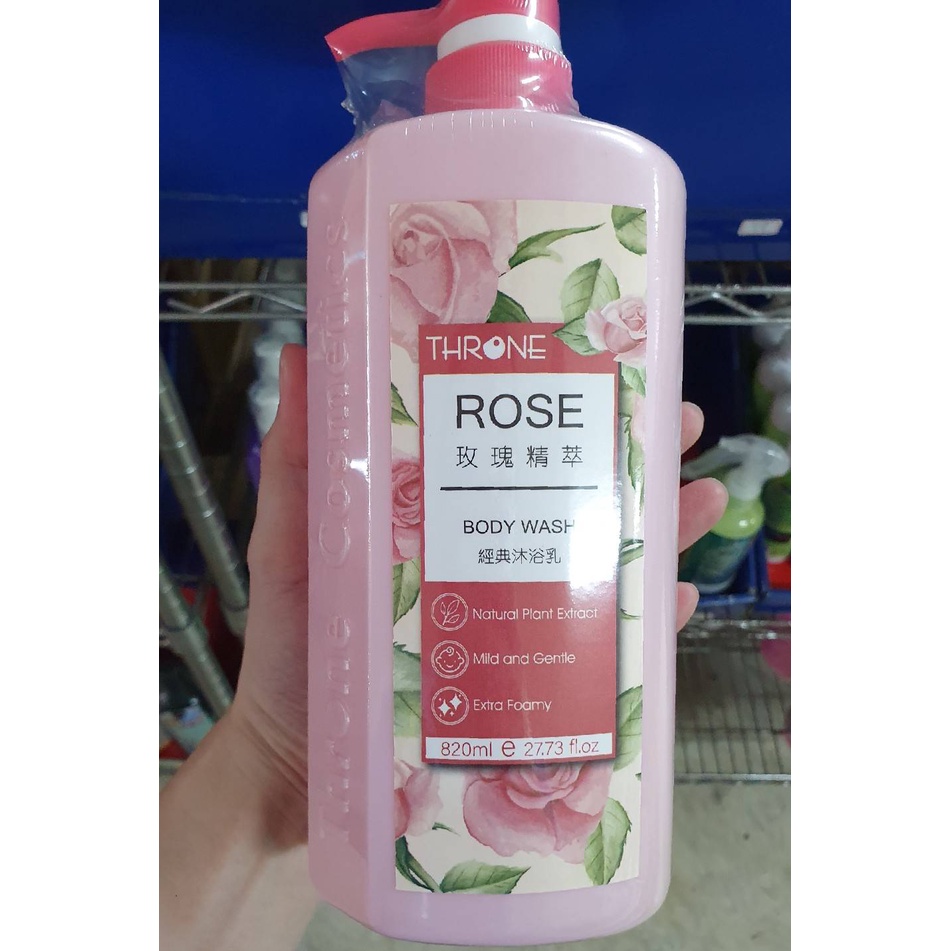 THRONE
ROSE
玫瑰精萃
BODY WASH
經典沐浴乳
Natural Plant Extract
Mild and Gentle
Extra Foamy
820ml e 27.73 fl.oz
Throne Cosmetics